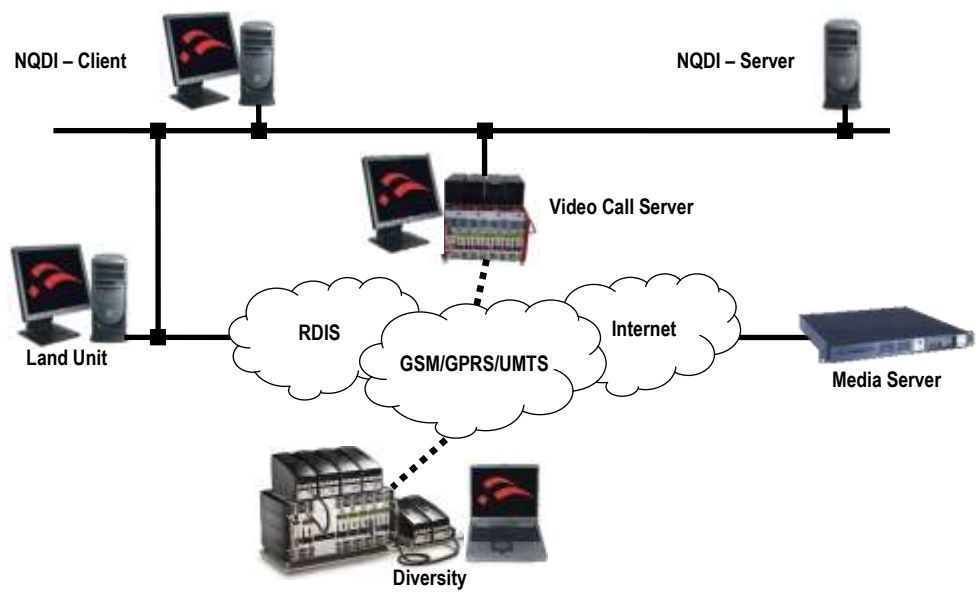 NQDI – Client
NQDI – Server
Video Call Server
RDIS
Internet
GSM/GPRS/UMTS
Land Unit
Media Server
Diversity